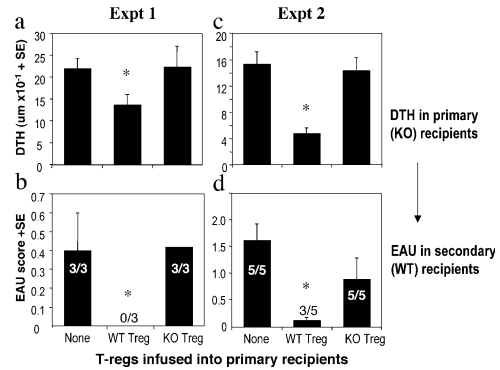 Expt 1
Expt 2
a
c
DTH (um x10-1 + SE)
30
25
20
15
10
5
0
*
20
16
12
8
4
0
*
DTH in primary
(KO) recipients
b
d
EAU score +SE
0.7
0.6
0.5
0.4
0.3
0.2
0.1
0
3/3
*
0/3
3/3
2.0
1.5
1.0
0.5
0
5/5
*
3/5
5/5
EAU in secondary
(WT) recipients
None WT Treg KO Treg
None WT Treg KO Treg
T-regs infused into primary recipients